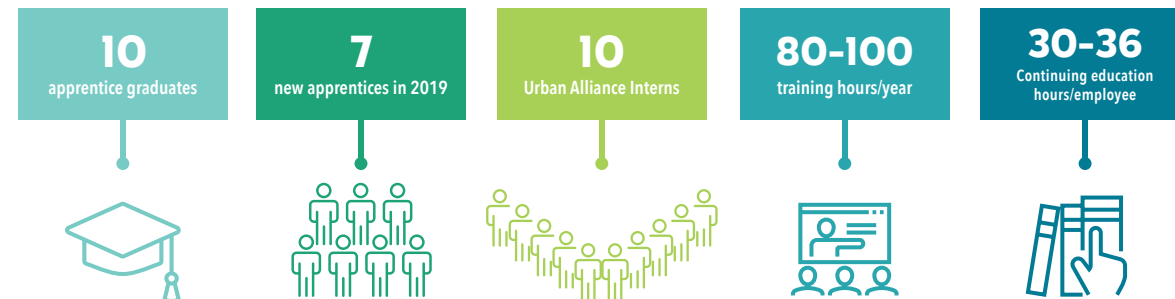 10
apprentice graduates
7
new apprentices in 2019
10
Urban Alliance Interns
80-100
training hours/year
30-36
Continuing education
hours/employee